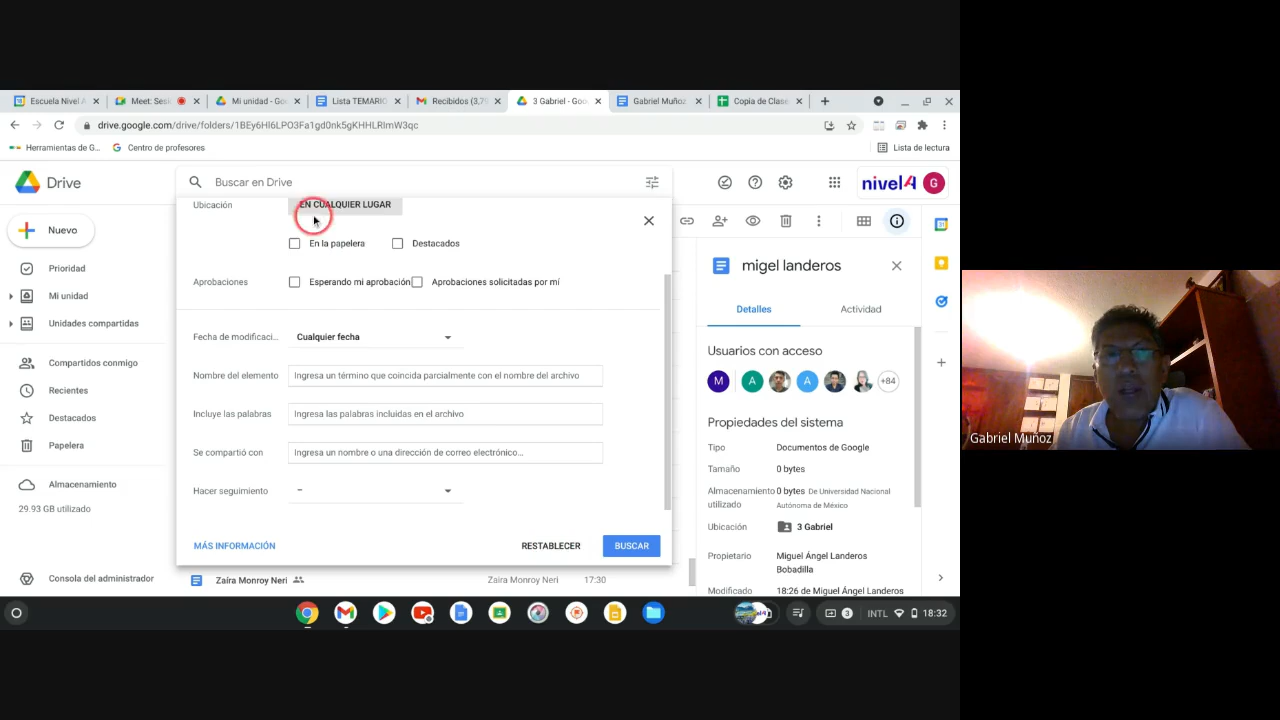 Escuela Nivel A
Meet: Sesi
Mi unidad - Goo
Lista TEMARIO
Recibidos (3,79
3 Gabriel - Goo
Gabriel Muñoz
Copia de Clase
drive.google.com/drive/folders/1BEy6Hl6LPO3Fa1gd0nk5gKHHLRImW3qc
Herramientas de G...
Centro de profesores
Lista de lectura
Drive
Buscar en Drive
nivel4
G
Nuevo
Prioridad
Mi unidad
Unidades compartidas
Compartidos conmigo
Recientes
Destacados
Papelera
Almacenamiento
29.93 GB utilizado
Consola del administrador
Ubicación
EN CUALQUIER LUGAR
En la papelera
Destacados
Aprobaciones
Esperando mi aprobación
Aprobaciones solicitadas por mí
Fecha de modificaci...
Cualquier fecha
Nombre del elemento
Ingresa un término que coincida parcialmente con el nombre del archivo
Incluye las palabras
Ingresa las palabras incluidas en el archivo
Se compartió con
Ingresa un nombre o una dirección de correo electrónico...
Hacer seguimiento
–
MÁS INFORMACIÓN
RESTABLECER
BUSCAR
Zaira Monroy Neri
Zaira Monroy Neri
17:30
migel landeros
Detalles
Actividad
Usuarios con acceso
M
A
A
+84
Propiedades del sistema
Tipo
Documentos de Google
Tamaño
0 bytes
Almacenamiento utilizado
0 bytes De Universidad Nacional Autónoma de México
Ubicación
3 Gabriel
Propietario
Miguel Ángel Landeros Bobadilla
Modificado
18:26 de Miguel Ángel Landeros
3
INTL
18:32
Gabriel Muñoz